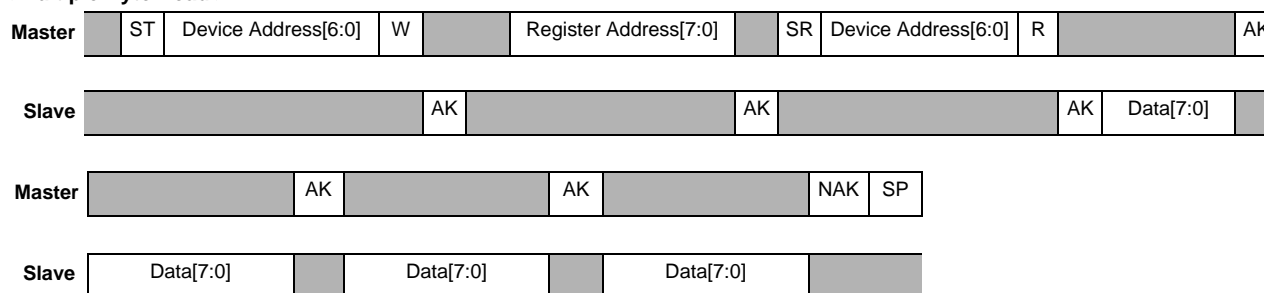 Master ST Device Address[6:0] W Register Address[7:0] SR Device Address[6:0] R AK
Slave AK AK AK Data[7:0]
Master AK AK NAK SP
Slave Data[7:0] Data[7:0] Data[7:0]